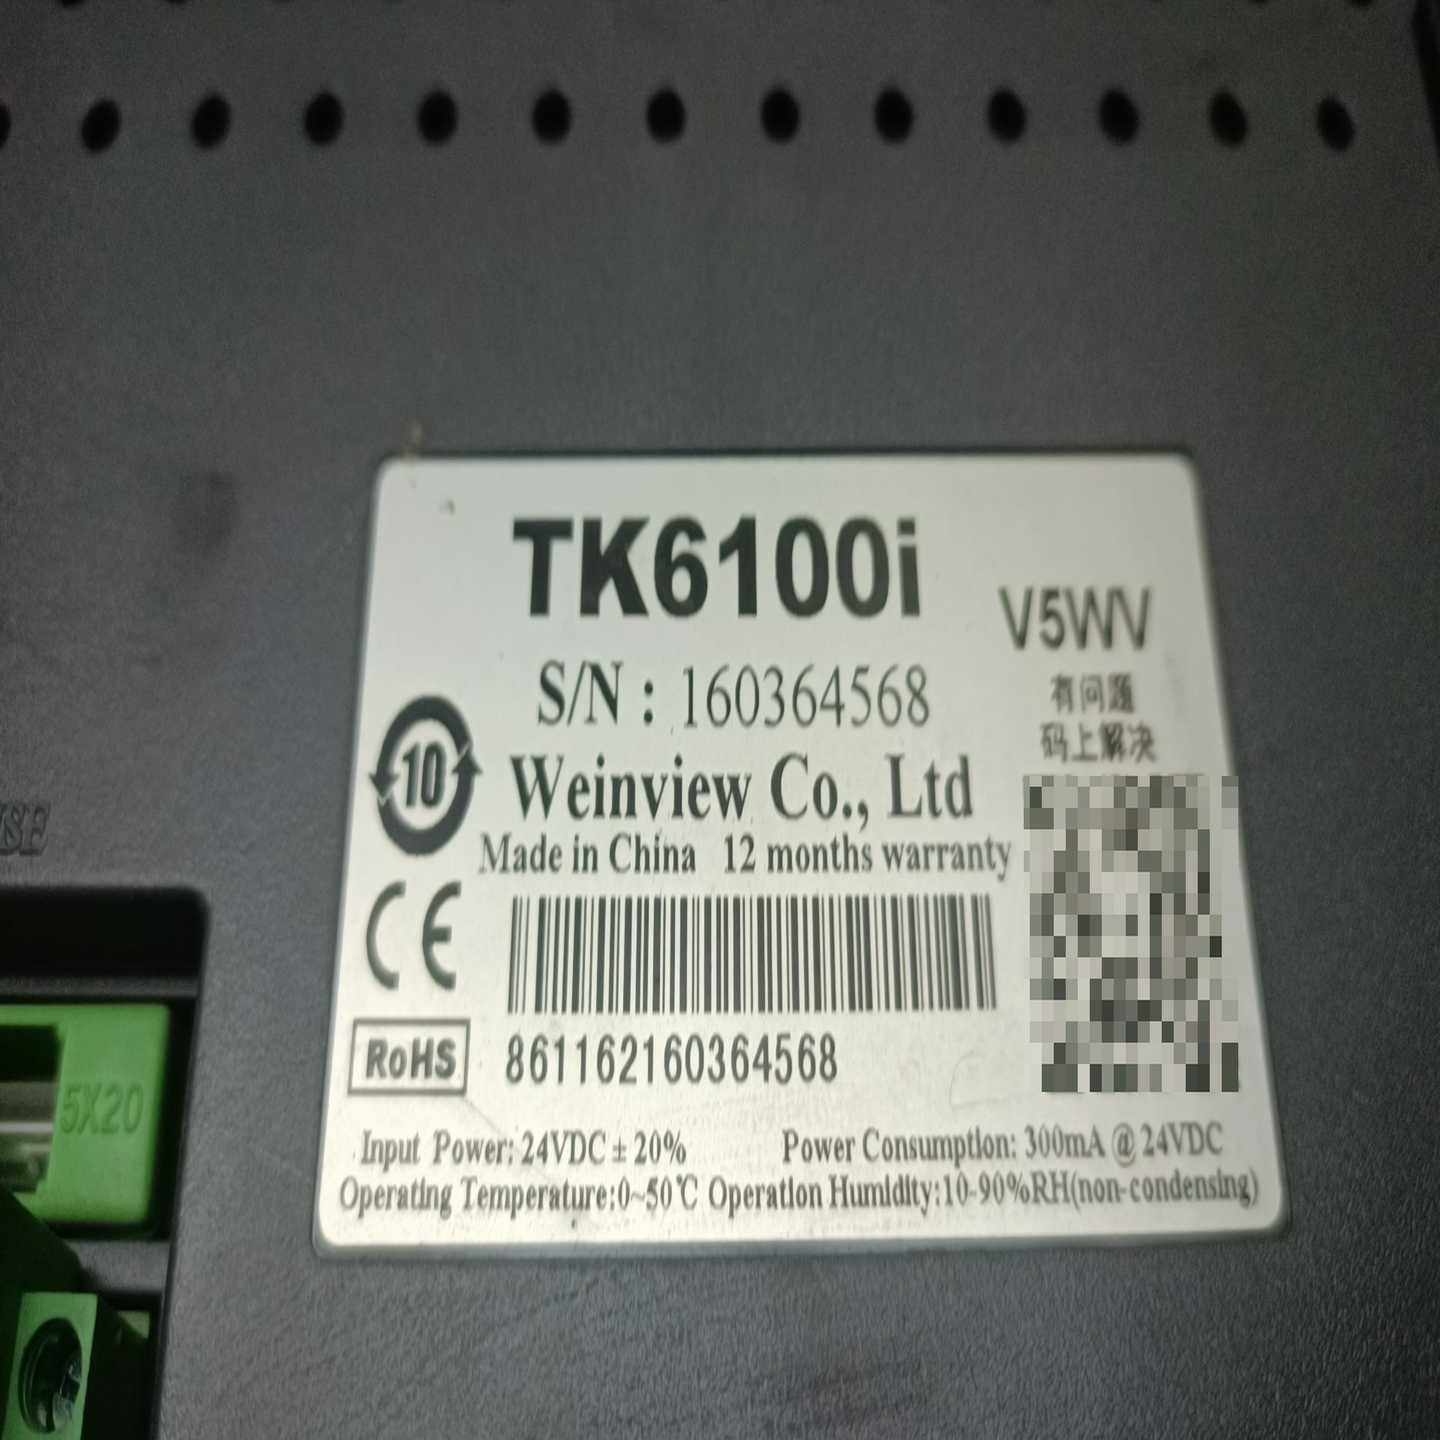 TK6100i
V5WV
S/N : 160364568
有问题
码上解决
10
Weinview Co., Ltd
Made in China 12 months warranty
CE
RoHS
861162160364568
Input Power: 24VDC ± 20% Power Consumption: 300mA @ 24VDC
Operating Temperature:0~50℃ Operation Humidity:10-90%RH(non-condensing)
5X20